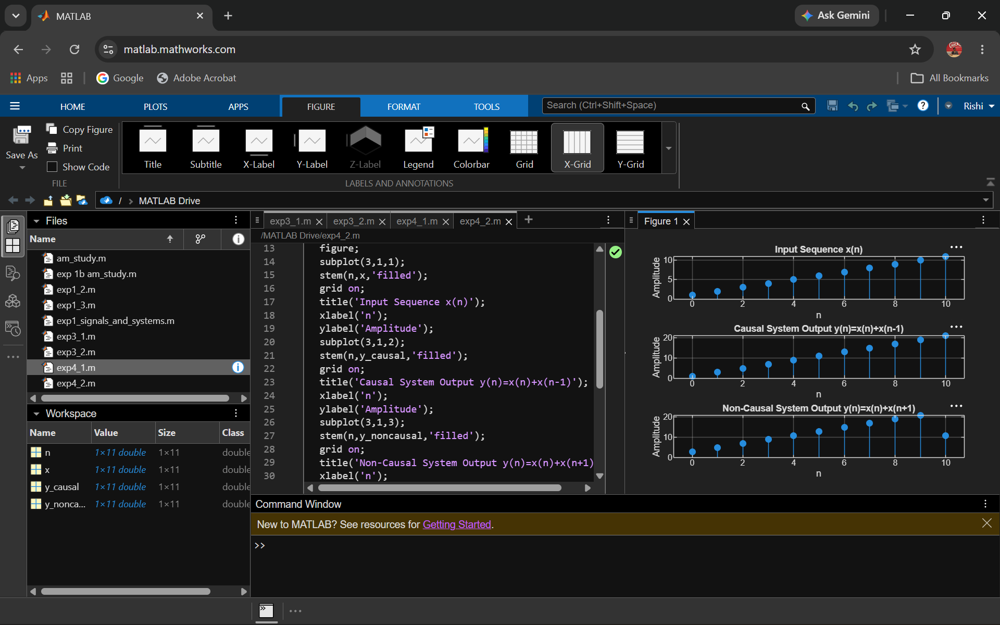 MATLAB
Ask Gemini
matlab.mathworks.com
Apps
Google
Adobe Acrobat
All Bookmarks
HOME
PLOTS
APPS
FIGURE
FORMAT
TOOLS
Search (Ctrl+Shift+Space)
Rishi
Save As
Copy Figure
Print
Show Code
FILE
Title
Subtitle
X-Label
Y-Label
Z-Label
Legend
Colorbar
Grid
X-Grid
Y-Grid
LABELS AND ANNOTATIONS
/ > MATLAB Drive
Files
Name
am_study.m
exp 1b am_study.m
exp1_2.m
exp1_3.m
exp1_signals_and_systems.m
exp3_1.m
exp3_2.m
exp4_1.m
exp4_2.m
Workspace
Name Value Size Class
n 1×11 double 1×11 double
x 1×11 double 1×11 double
y_causal 1×11 double 1×11 double
y_nonca... 1×11 double 1×11 double
exp3_1.m
exp3_2.m
exp4_1.m
exp4_2.m
/MATLAB Drive/exp4_2.m
13 figure;
14 subplot(3,1,1);
15 stem(n,x,'filled');
16 grid on;
17 title('Input Sequence x(n)');
18 xlabel('n');
19 ylabel('Amplitude');
20 subplot(3,1,2);
21 stem(n,y_causal,'filled');
22 grid on;
23 title('Causal System Output y(n)=x(n)+x(n-1)');
24 xlabel('n');
25 ylabel('Amplitude');
26 subplot(3,1,3);
27 stem(n,y_noncausal,'filled');
28 grid on;
29 title('Non-Causal System Output y(n)=x(n)+x(n+1)
30 xlabel('n');
Figure 1
Input Sequence x(n)
Amplitude
10
5
0
0 2 4 6 8 10
n
Causal System Output y(n)=x(n)+x(n-1)
Amplitude
20
10
0
0 2 4 6 8 10
n
Non-Causal System Output y(n)=x(n)+x(n+1)
Amplitude
20
10
0
0 2 4 6 8 10
n
Command Window
New to MATLAB? See resources for Getting Started.
>>